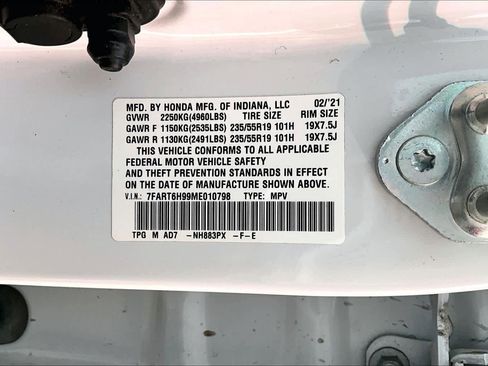 MFD. BY HONDA MFG. OF INDIANA, LLC 02/'21
GVWR 2250KG(4960LBS) TIRE SIZE RIM SIZE
GAWR F 1150KG(2535LBS) 235/55R19 101H 19X7.5J
GAWR R 1130KG(2491LBS) 235/55R19 101H 19X7.5J
THIS VEHICLE CONFORMS TO ALL APPLICABLE
FEDERAL MOTOR VEHICLE SAFETY
AND THEFT PREVENTION STANDARDS IN EFFECT
ON THE DATE OF MANUFACTURE SHOWN ABOVE.
V.I.N.: 7FART6H99ME010798 TYPE: MPV
TPG M AD7 -NH883PX -F-E